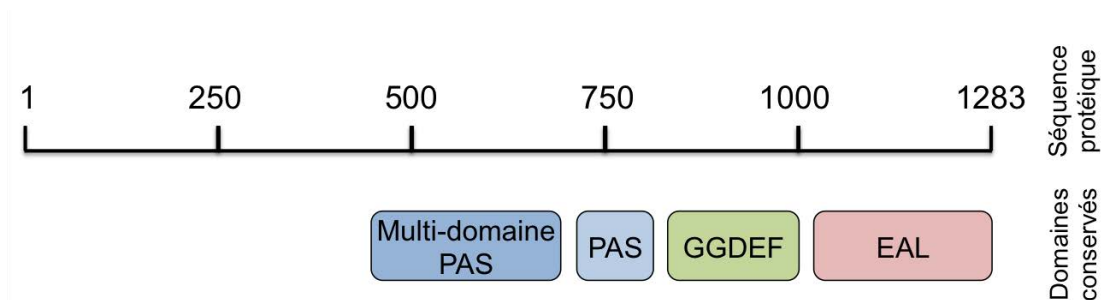 1 250 500 750 1000 1283
Séquence
protéique
Multi-domaine
PAS
PAS
GGDEF
EAL
Domaines
conservés